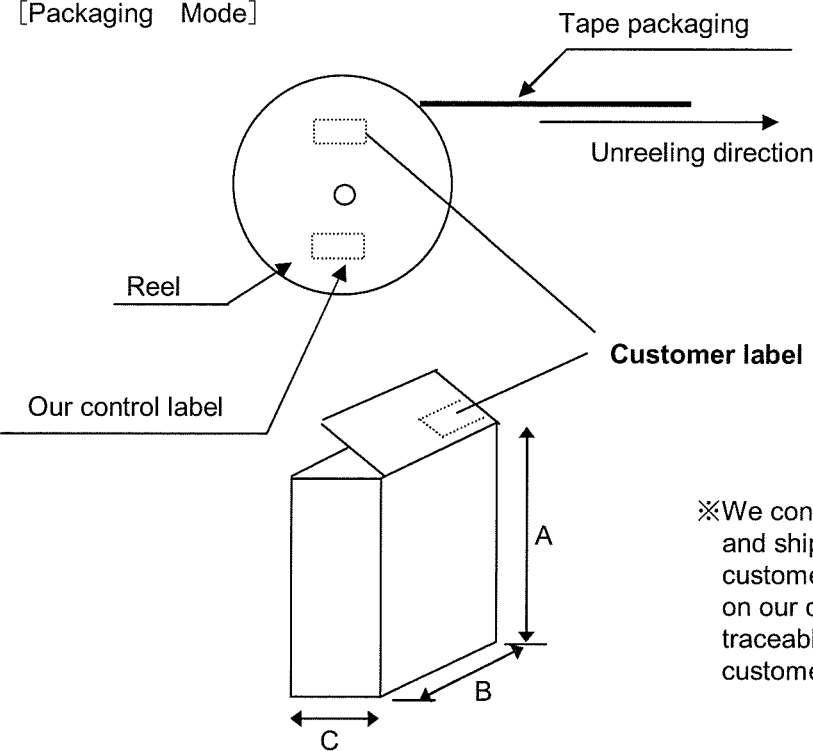 ［Packaging Mode］
Tape packaging
Unreeling direction
Reel
Customer label
Our control label
A
※We con
and ship
custome
on our c
traceabl
custome
B
C